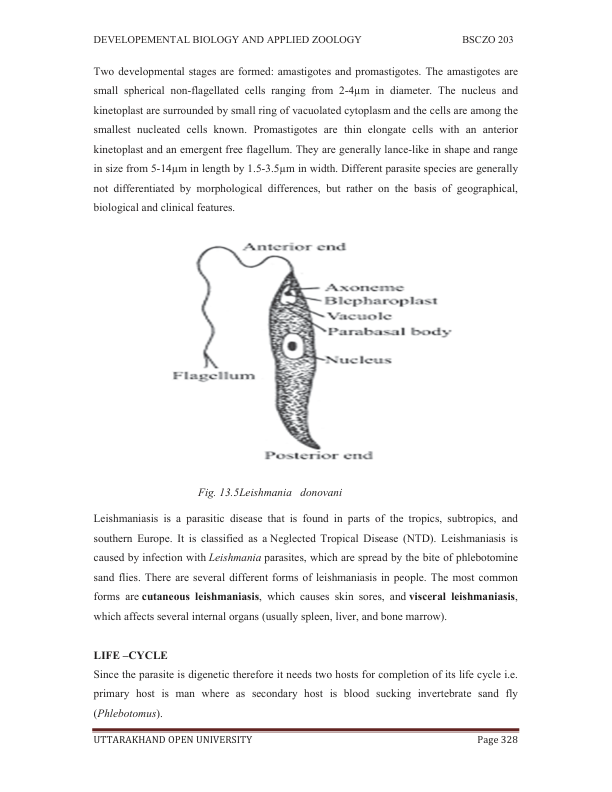 DEVELOPEMENTAL BIOLOGY AND APPLIED ZOOLOGY BSCZO 203
Two developmental stages are formed: amastigotes and promastigotes. The amastigotes are
small spherical non-flagellated cells ranging from 2-4µm in diameter. The nucleus and
kinetoplast are surrounded by small ring of vacuolated cytoplasm and the cells are among the
smallest nucleated cells known. Promastigotes are thin elongate cells with an anterior
kinetoplast and an emergent free flagellum. They are generally lance-like in shape and range
in size from 5-14µm in length by 1.5-3.5µm in width. Different parasite species are generally
not differentiated by morphological differences, but rather on the basis of geographical,
biological and clinical features.
Anterior end
Axoneme
Blepharoplast
Vacuole
Parabasal body
Nucleus
Flagellum
Posterior end
Fig. 13.5Leishmania donovani
Leishmaniasis is a parasitic disease that is found in parts of the tropics, subtropics, and
southern Europe. It is classified as a Neglected Tropical Disease (NTD). Leishmaniasis is
caused by infection with Leishmania parasites, which are spread by the bite of phlebotomine
sand flies. There are several different forms of leishmaniasis in people. The most common
forms are cutaneous leishmaniasis, which causes skin sores, and visceral leishmaniasis,
which affects several internal organs (usually spleen, liver, and bone marrow).
LIFE –CYCLE
Since the parasite is digenetic therefore it needs two hosts for completion of its life cycle i.e.
primary host is man where as secondary host is blood sucking invertebrate sand fly
(Phlebotomus).
UTTARAKHAND OPEN UNIVERSITY Page 328